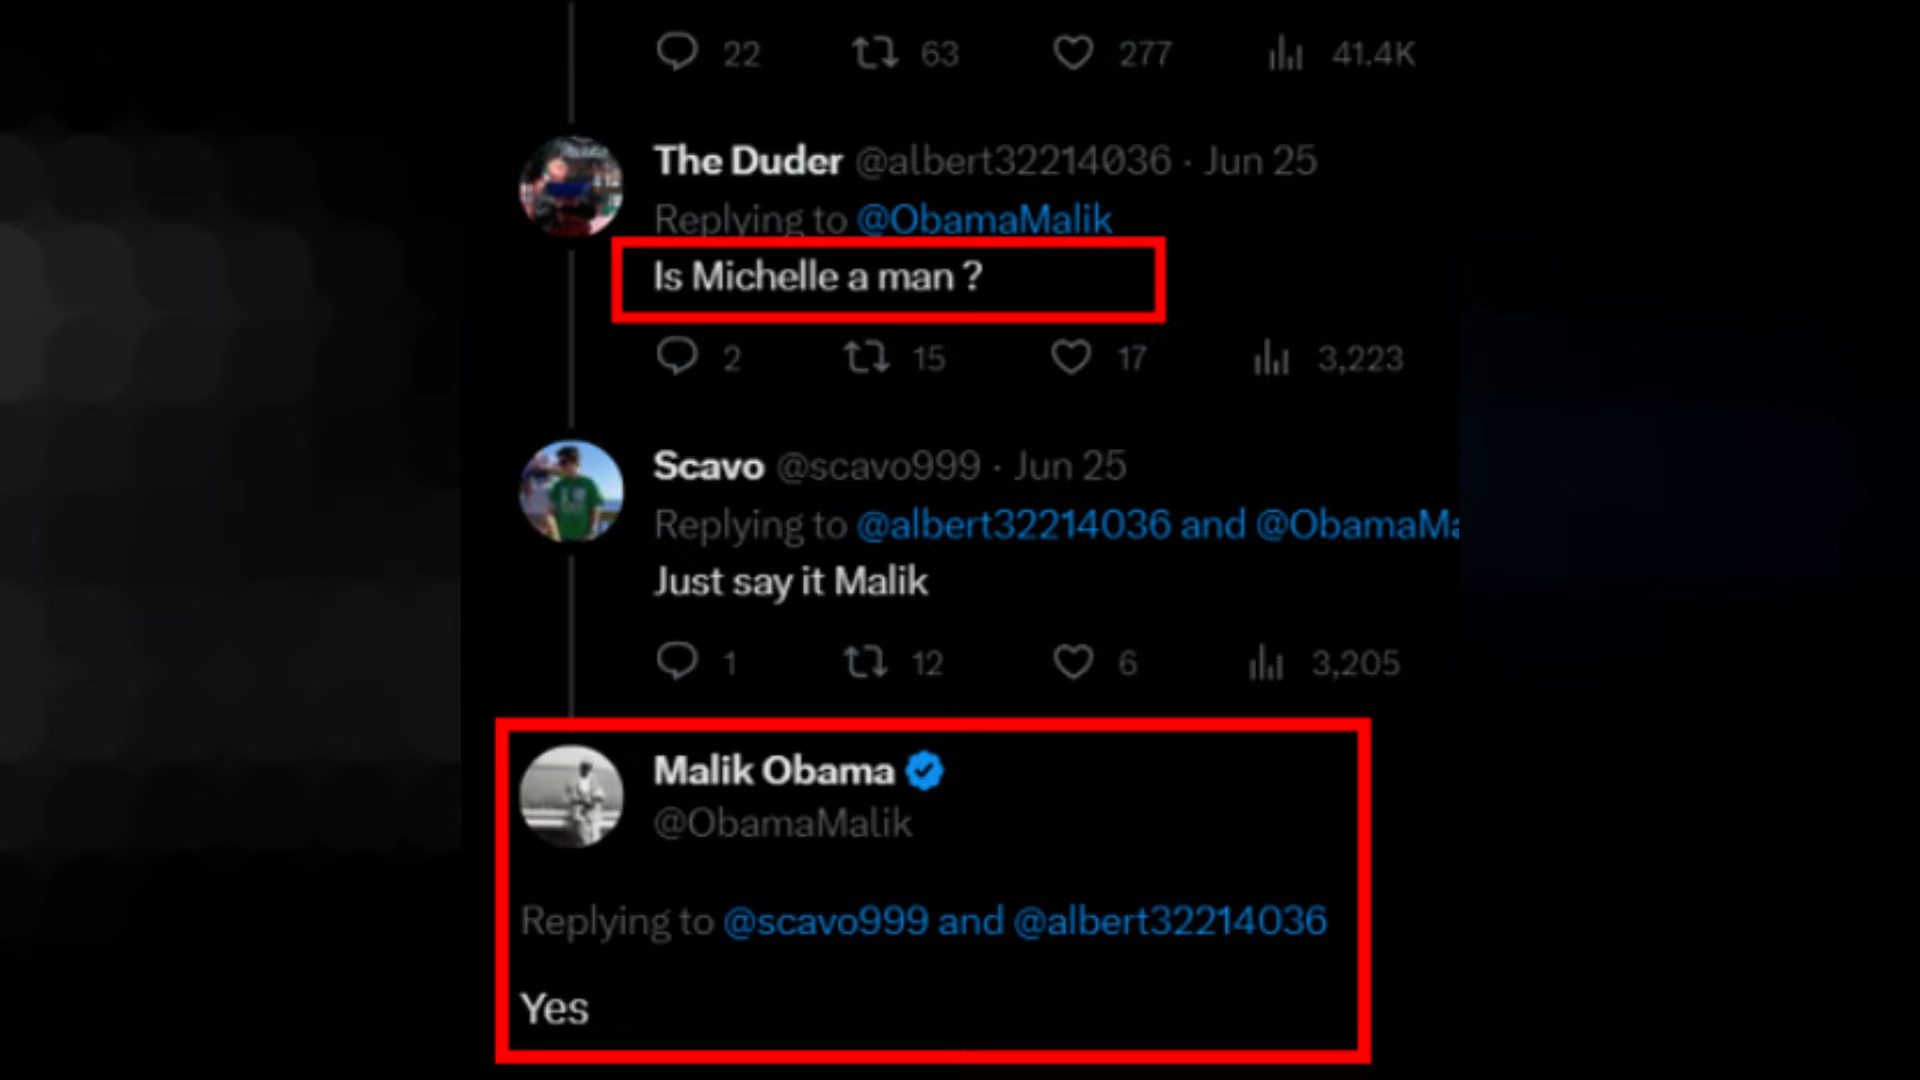 22 63 277 41.4K
The Duder @albert32214036 · Jun 25
Replying to @ObamaMalik
Is Michelle a man ?
2 15 17 3,223
Scavo @scavo999 · Jun 25
Replying to @albert32214036 and @ObamaMa
Just say it Malik
1 12 6 3,205
Malik Obama
@ObamaMalik
Replying to @scavo999 and @albert32214036
Yes